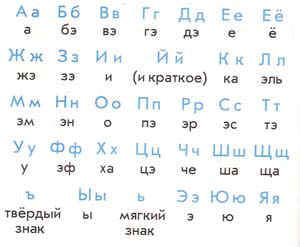 Аа Бб Вв Гг Дд Ее Ёё
а бэ вэ гэ дэ е ё
Жж Зз Ии Йй Кк Лл
жэ зэ и (и краткое) ка эль
Мм Нн Оо Пп Рр Сс Тт
эм эн о пэ эр эс тэ
Уу Фф Хх Цц Чч Шш Щщ
у эф ха цэ че ша ща
ъ Ыы ь Ээ Юю Яя
твёрдый ы мягкий э ю я
знак знак